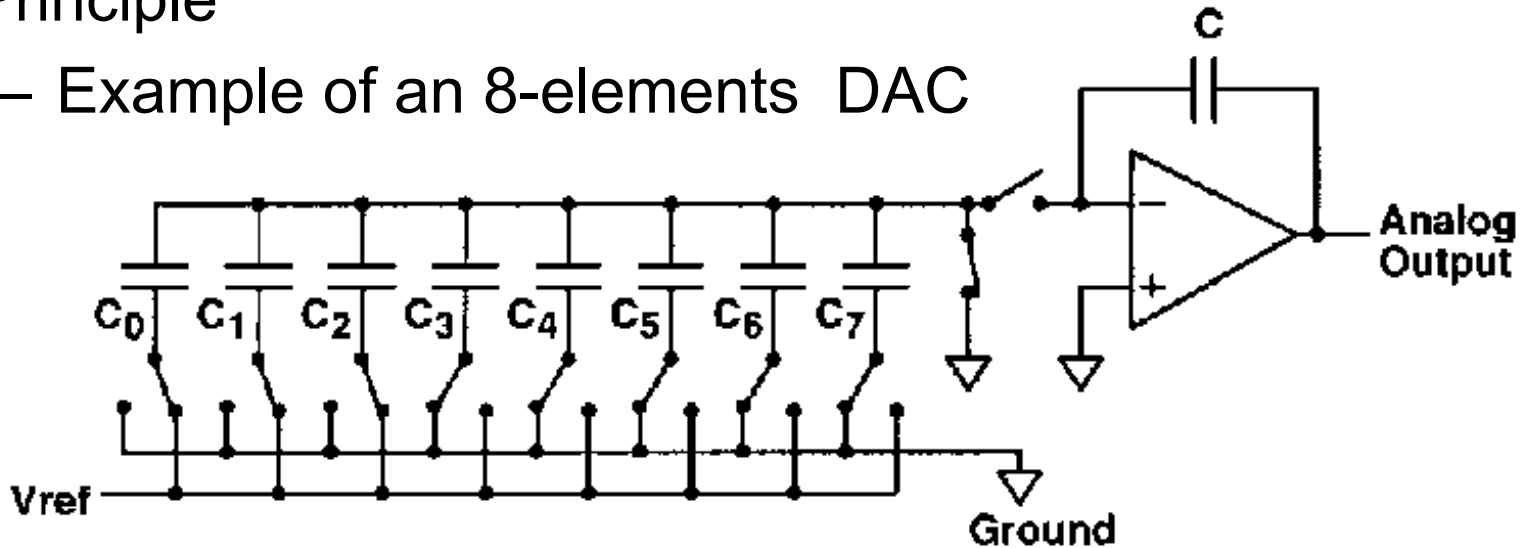 Principle
– Example of an 8-elements DAC
C
Analog
Output
C0 C1 C2 C3 C4 C5 C6 C7
Vref
Ground